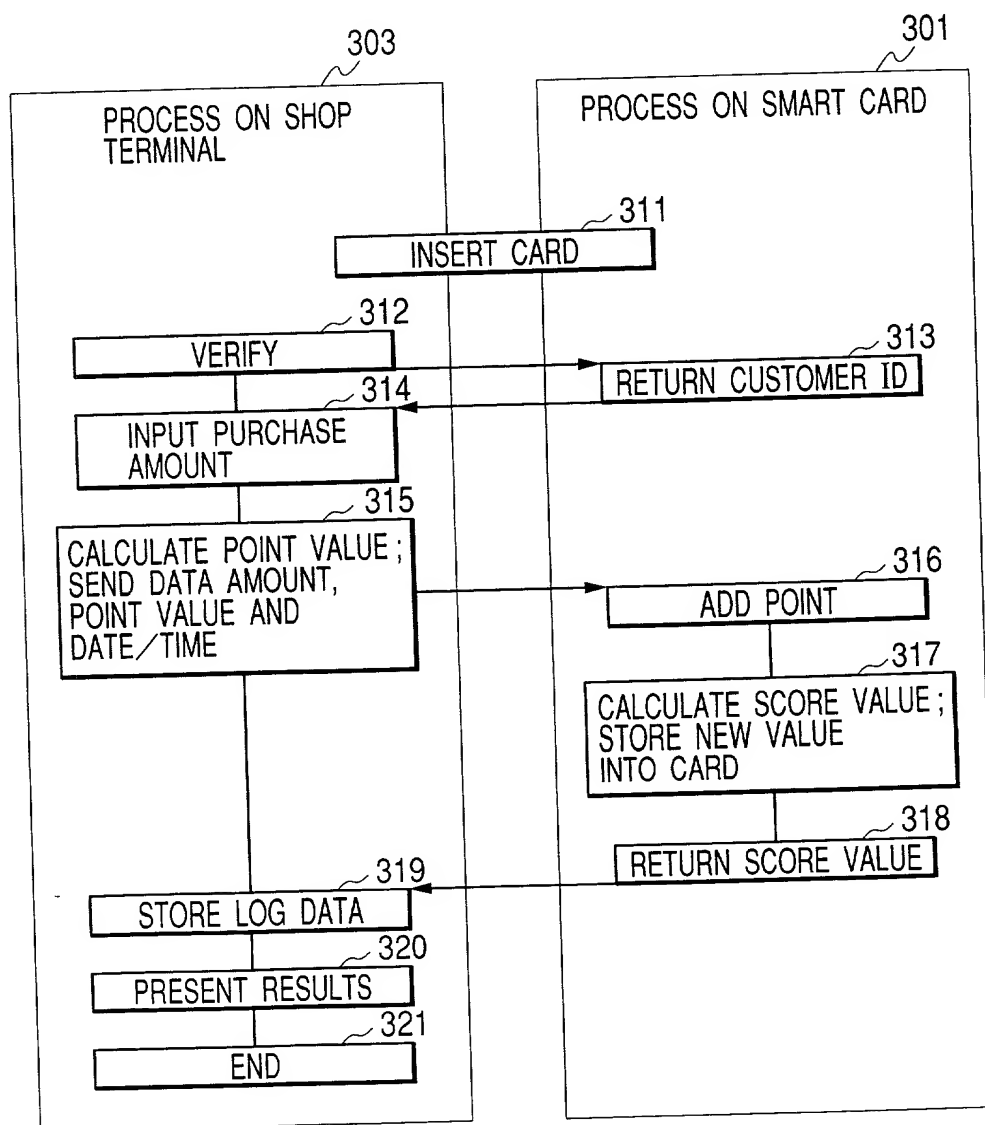 303
301
PROCESS ON SHOP
TERMINAL
PROCESS ON SMART CARD
311
INSERT CARD
312
VERIFY
313
RETURN CUSTOMER ID
314
INPUT PURCHASE
AMOUNT
315
CALCULATE POINT VALUE;
SEND DATA AMOUNT,
POINT VALUE AND
DATE/TIME
316
ADD POINT
317
CALCULATE SCORE VALUE;
STORE NEW VALUE
INTO CARD
318
RETURN SCORE VALUE
319
STORE LOG DATA
320
PRESENT RESULTS
321
END